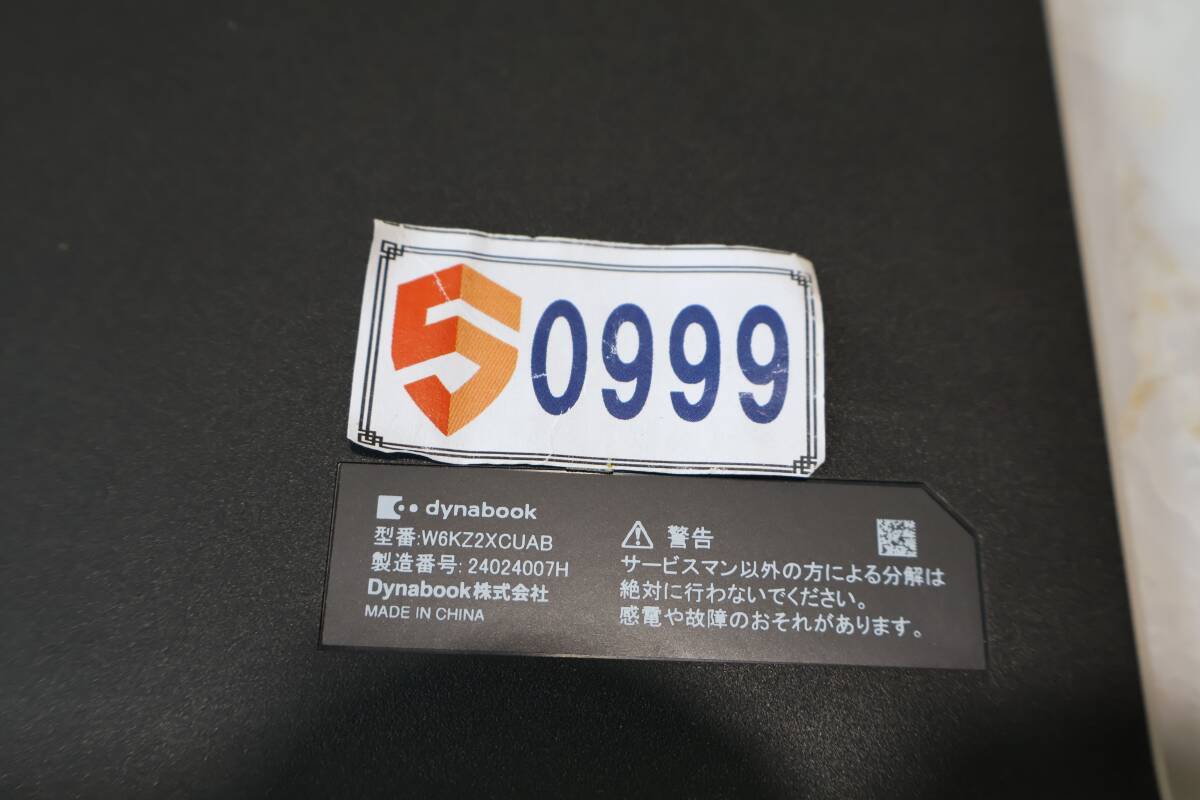 0999
dynabook
型番:W6KZ2XCUAB
製造番号: 24024007H
Dynabook株式会社
MADE IN CHINA
警告
サービスマン以外の方による分解は
絶対に行わないでください。
感電や故障のおそれがあります。